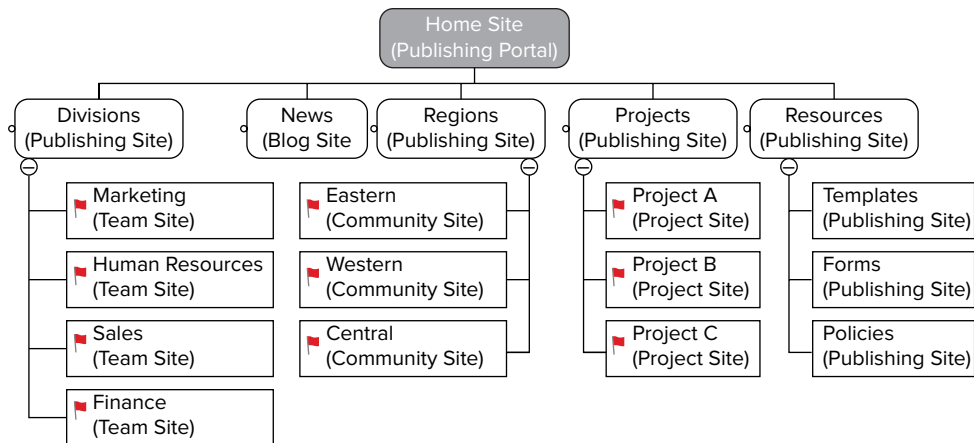 Home Site
(Publishing Portal)
Divisions
(Publishing Site)
News
(Blog Site
Regions
(Publishing Site)
Projects
(Publishing Site)
Resources
(Publishing Site)
Marketing
(Team Site)
Human Resources
(Team Site)
Sales
(Team Site)
Finance
(Team Site)
Eastern
(Community Site)
Western
(Community Site)
Central
(Community Site)
Project A
(Project Site)
Project B
(Project Site)
Project C
(Project Site)
Templates
(Publishing Site)
Forms
(Publishing Site)
Policies
(Publishing Site)